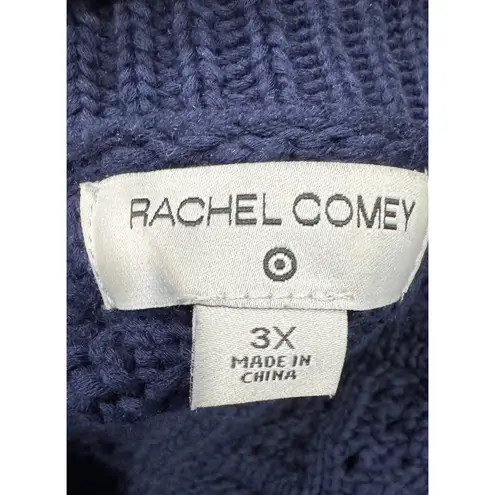 RACHEL COMEY
3X
MADE IN
CHINA